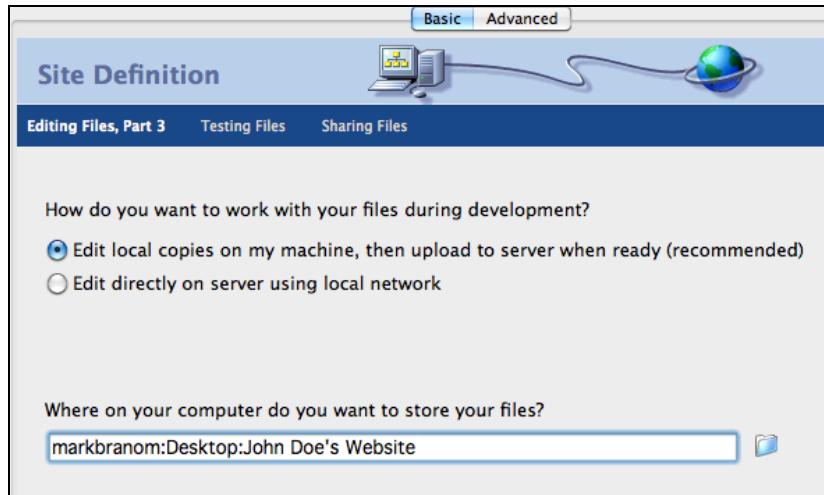 Basic Advanced
Site Definition
Editing Files, Part 3 Testing Files Sharing Files
How do you want to work with your files during development?
Edit local copies on my machine, then upload to server when ready (recommended)
Edit directly on server using local network
Where on your computer do you want to store your files?
markbranom:Desktop:John Doe's Website